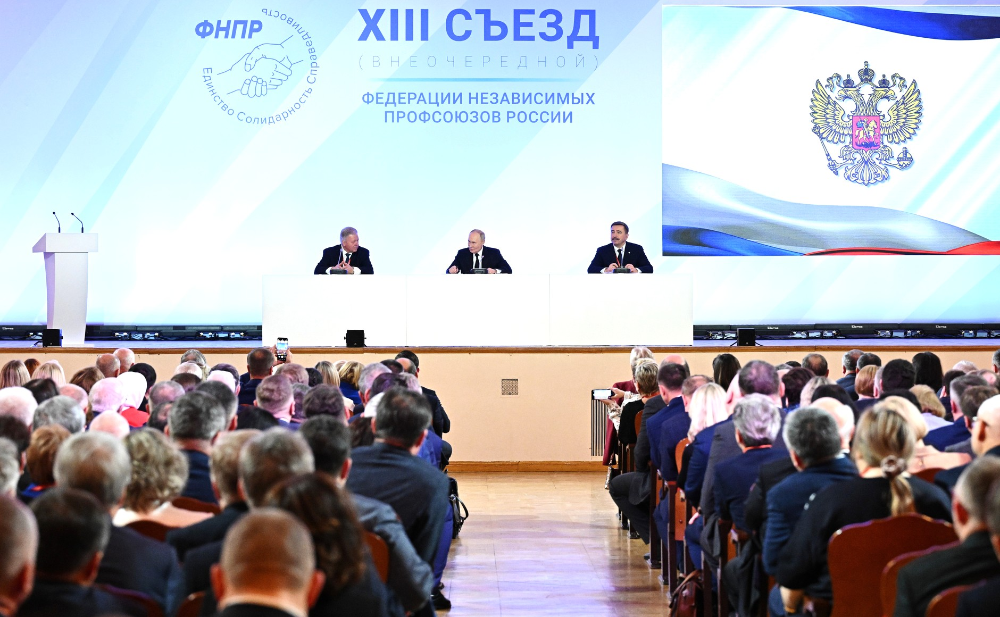 ФНПР
Единство Солидарность Справедливость
XIII СЪЕЗД
(ВНЕОЧЕРЕДНОЙ)
ФЕДЕРАЦИИ НЕЗАВИСИМЫХ
ПРОФСОЮЗОВ РОССИИ